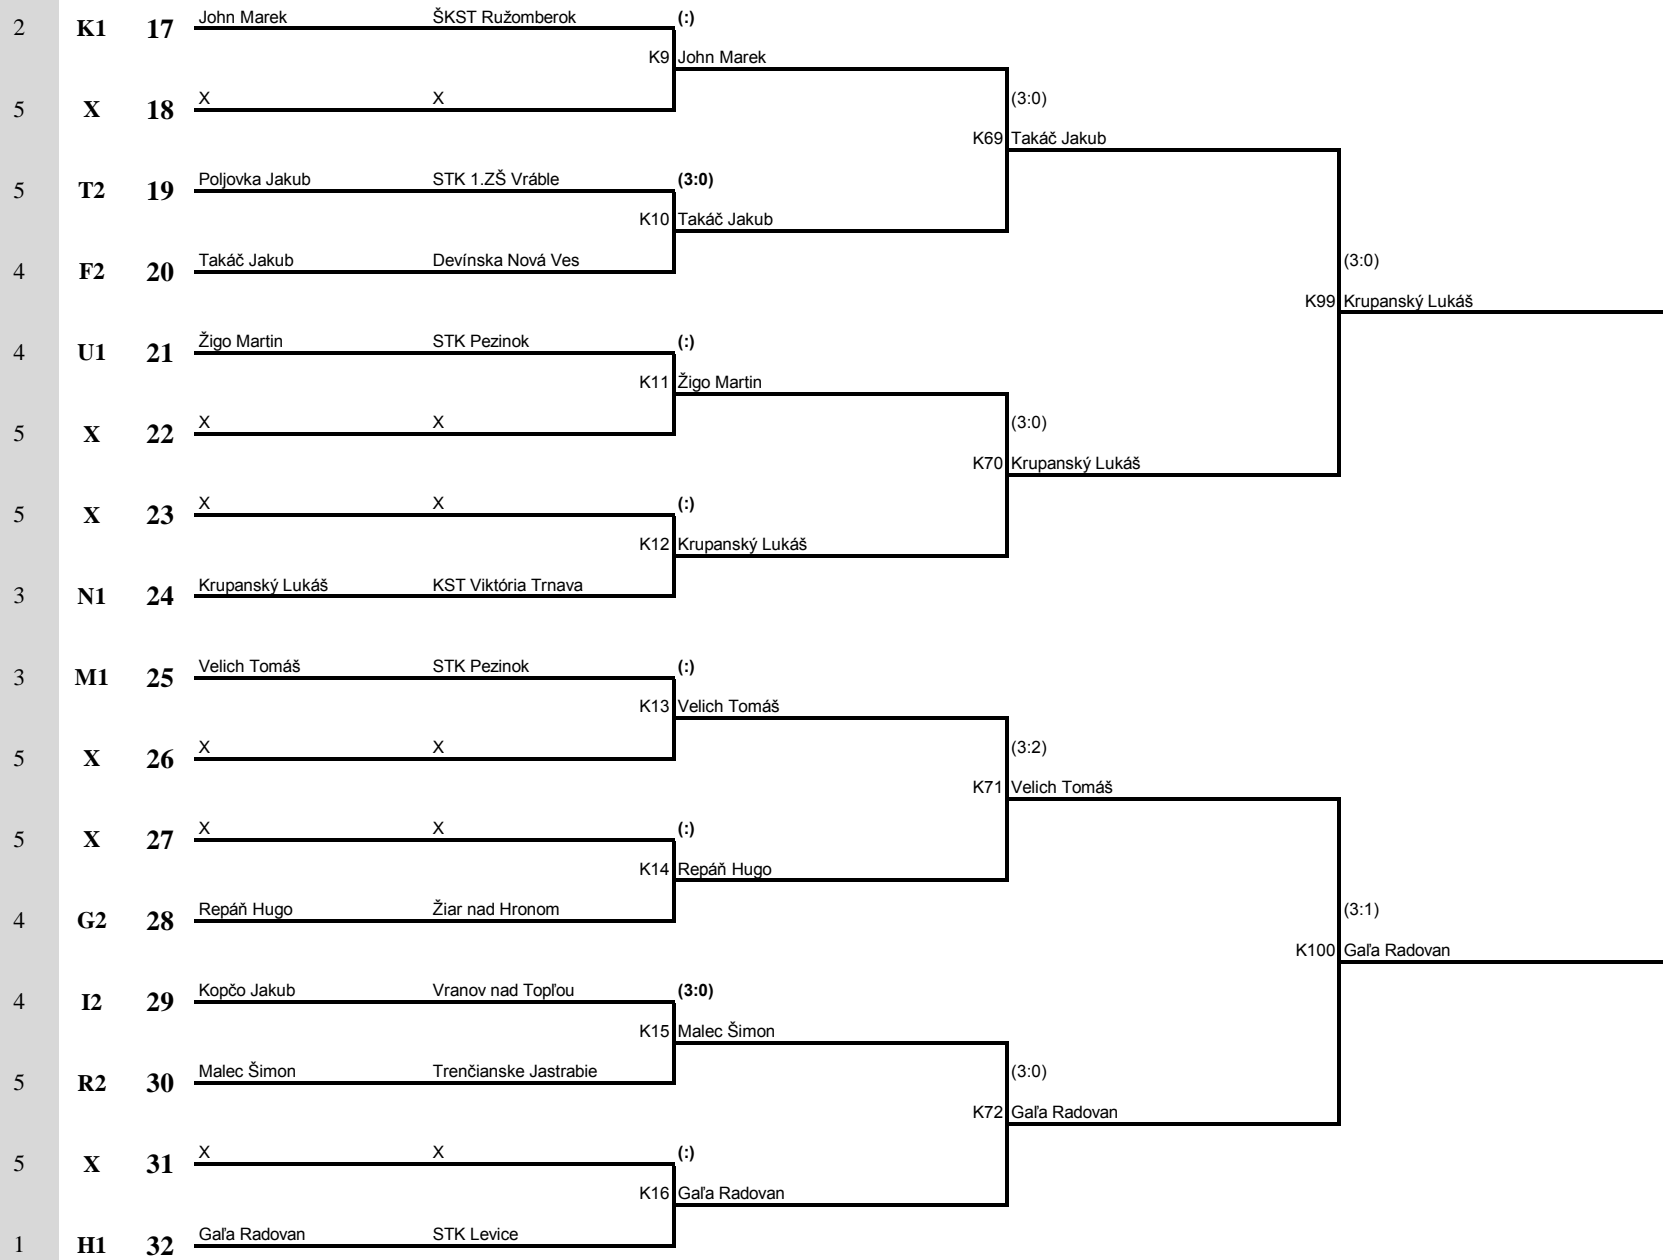 2 K1 17 John Marek ŠKST Ružomberok (:)
K9 John Marek
5 X 18 X X (3:0)
K69 Takáč Jakub
5 T2 19 Poljovka Jakub STK 1.ZŠ Vráble (3:0)
K10 Takáč Jakub
4 F2 20 Takáč Jakub Devínska Nová Ves (3:0)
K99 Krupanský Lukáš
4 U1 21 Žigo Martin STK Pezinok (:)
K11 Žigo Martin
5 X 22 X X (3:0)
K70 Krupanský Lukáš
5 X 23 X X (:)
K12 Krupanský Lukáš
3 N1 24 Krupanský Lukáš KST Viktória Trnava
3 M1 25 Velich Tomáš STK Pezinok (:)
K13 Velich Tomáš
5 X 26 X X (3:2)
K71 Velich Tomáš
5 X 27 X X (:)
K14 Repáň Hugo
4 G2 28 Repáň Hugo Žiar nad Hronom (3:1)
K100 Gaľa Radovan
4 I2 29 Kopčo Jakub Vranov nad Topľou (3:0)
K15 Malec Šimon
5 R2 30 Malec Šimon Trenčianske Jastrabie (3:0)
K72 Gaľa Radovan
5 X 31 X X (:)
K16 Gaľa Radovan
1 H1 32 Gaľa Radovan STK Levice